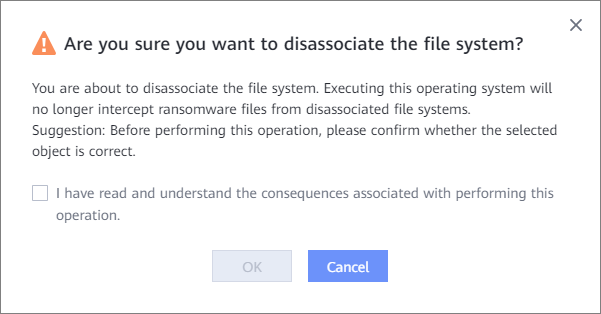 Are you sure you want to disassociate the file system?
You are about to disassociate the file system. Executing this operating system will
no longer intercept ransomware files from disassociated file systems.
Suggestion: Before performing this operation, please confirm whether the selected
object is correct.
I have read and understand the consequences associated with performing this
operation.
OK
Cancel